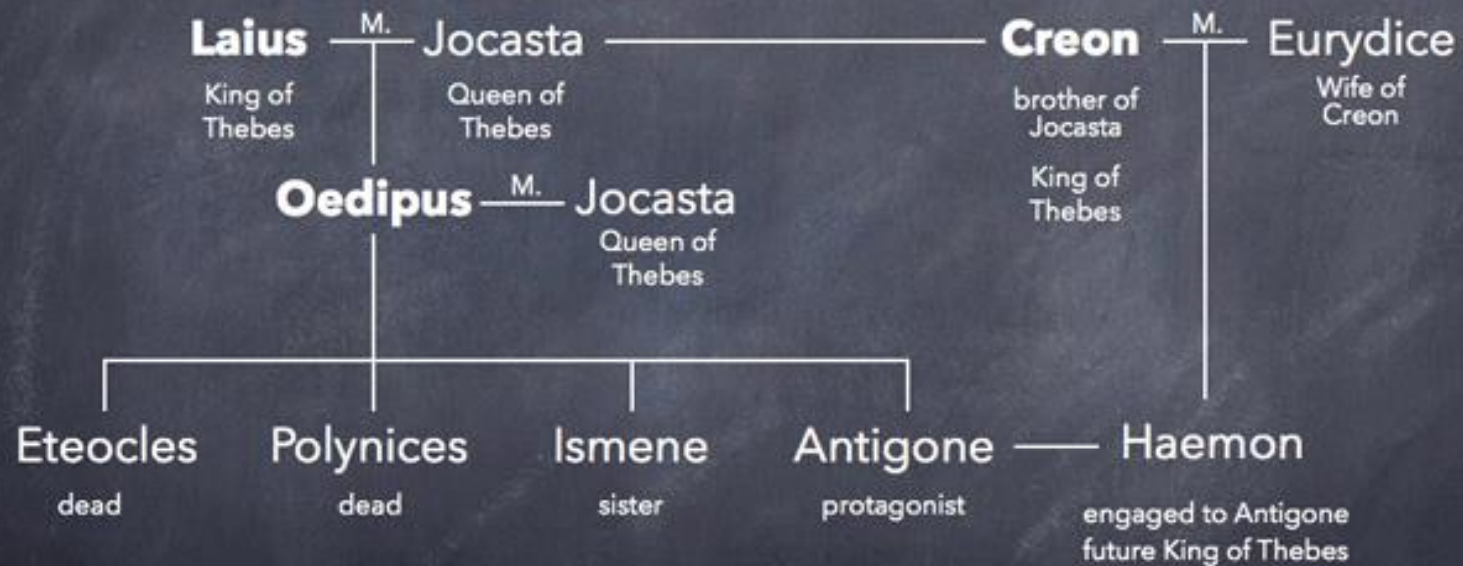 Laius M. Jocasta Creon M. Eurydice
King of
Thebes
Queen of
Thebes
brother of
Jocasta
King of
Thebes
Wife of
Creon
Oedipus M. Jocasta
Queen of
Thebes
Eteocles Polynices Ismene Antigone Haemon
dead
dead
sister
protagonist
engaged to Antigone
future King of Thebes